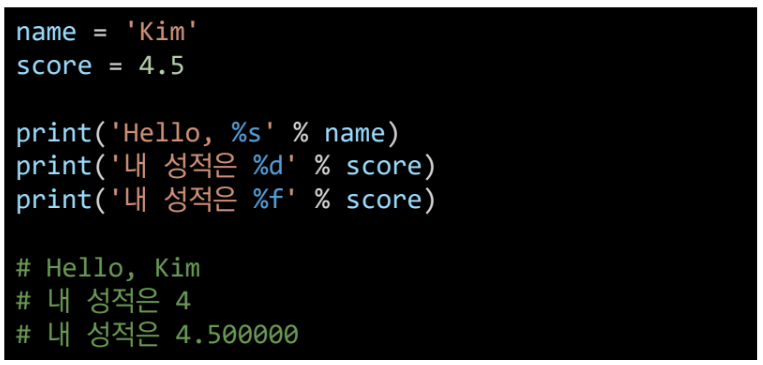 name = 'Kim'
score = 4.5
print('Hello, %s' % name)
print('내 성적은 %d' % score)
print('내 성적은 %f' % score)
# Hello, Kim
# 내 성적은 4
# 내 성적은 4.500000